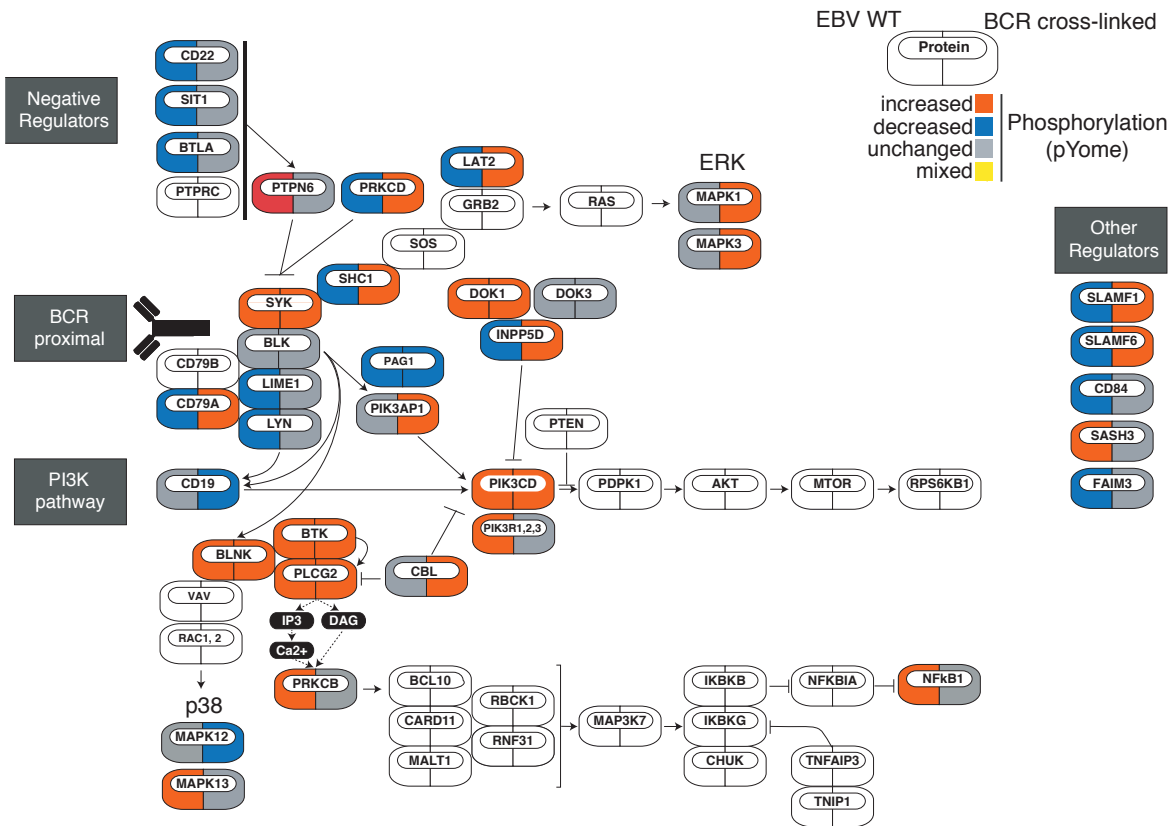 EBV WT
BCR cross-linked
Protein
increased
decreased
unchanged
mixed
Phosphorylation
(pYome)
Negative
Regulators
CD22
SIT1
BTLA
PTPRC
PTPN6
PRKCD
LAT2
GRB2
SOS
SHC1
RAS
ERK
MAPK1
MAPK3
Other
Regulators
SLAMF1
SLAMF6
CD84
SASH3
FAIM3
BCR
proximal
SYK
BLK
LIME1
LYN
CD79B
CD79A
DOK1
DOK3
INPP5D
PAG1
PIK3AP1
PTEN
PI3K
pathway
CD19
PIK3CD
PIK3R1,2,3
PDPK1
AKT
MTOR
RPS6KB1
BTK
BLNK
PLCG2
CBL
VAV
RAC1, 2
IP3
DAG
Ca2+
PRKCB
p38
MAPK12
MAPK13
BCL10
CARD11
MALT1
RBCK1
RNF31
MAP3K7
IKBKB
IKBKG
CHUK
NFKBIA
NFkB1
TNFAIP3
TNIP1